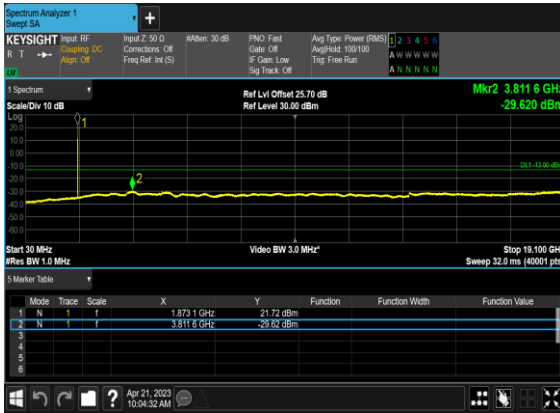 Spectrum Analyzer 1
Swept SA
+
KEYSIGHT Input: RF Input Z: 50 Ω #Atten: 30 dB PNO: Fast Avg Type: Power (RMS) 1 2 3 4 5 6
R T Coupling: DC Corrections: Off Gate: Off Avg|Hold: 100/100 A W W W W W
Align: Off Freq Ref: Int (S) IF Gain: Low Trig: Free Run
Sig Track: Off A N N N N N
1 Spectrum Ref Lvl Offset 25.70 dB Mkr2 3.811 6 GHz
Scale/Div 10 dB Ref Level 30.00 dBm -29.620 dBm
Log
20.0
10.0
0.00
-10.0
-20.0
-30.0
-40.0
-50.0
-60.0
1
2
DL1 -13.00 dBm
Start 30 MHz Video BW 3.0 MHz* Stop 19.100 GHz
#Res BW 1.0 MHz Sweep 32.0 ms (40001 pts)
5 Marker Table
Mode Trace Scale X Y Function Function Width Function Value
1 N 1 f 1.873 1 GHz 21.72 dBm
2 N 1 f 3.811 6 GHz -29.62 dBm
3
4
5
6
? Apr 21, 2023
10:04:32 AM